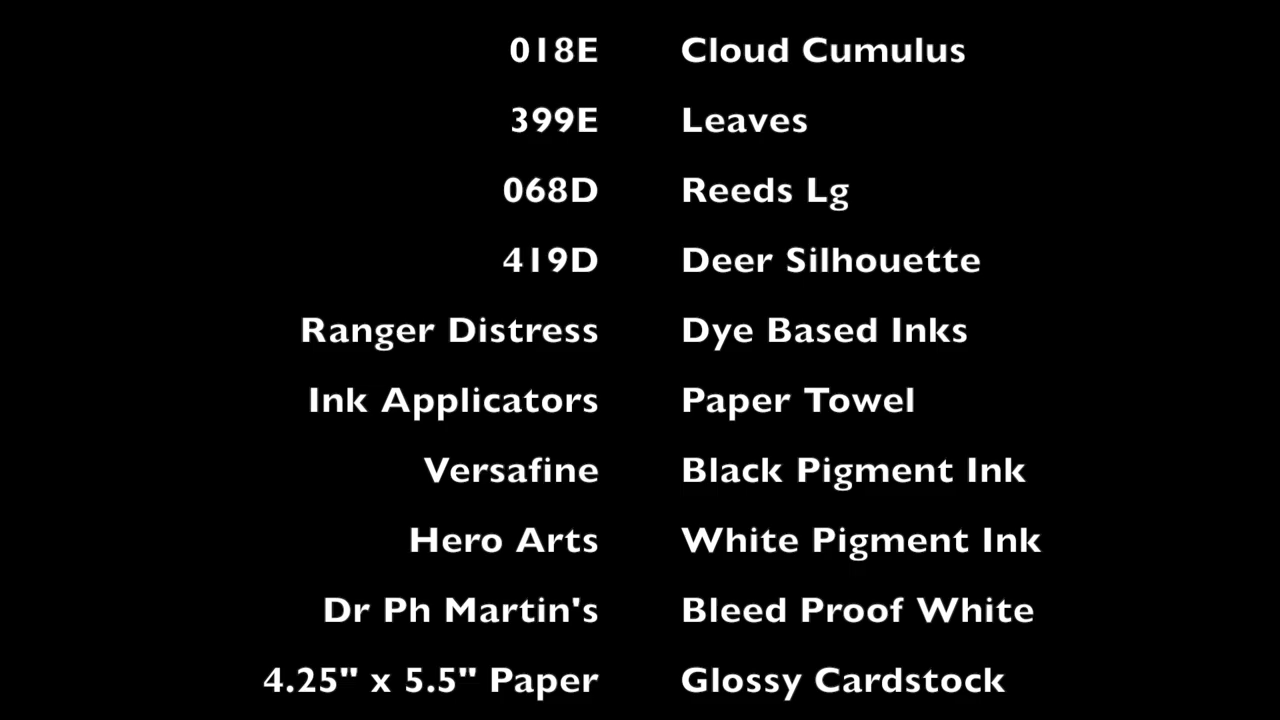 018E Cloud Cumulus
399E Leaves
068D Reeds Lg
419D Deer Silhouette
Ranger Distress Dye Based Inks
Ink Applicators Paper Towel
Versafine Black Pigment Ink
Hero Arts White Pigment Ink
Dr Ph Martin's Bleed Proof White
4.25" x 5.5" Paper Glossy Cardstock